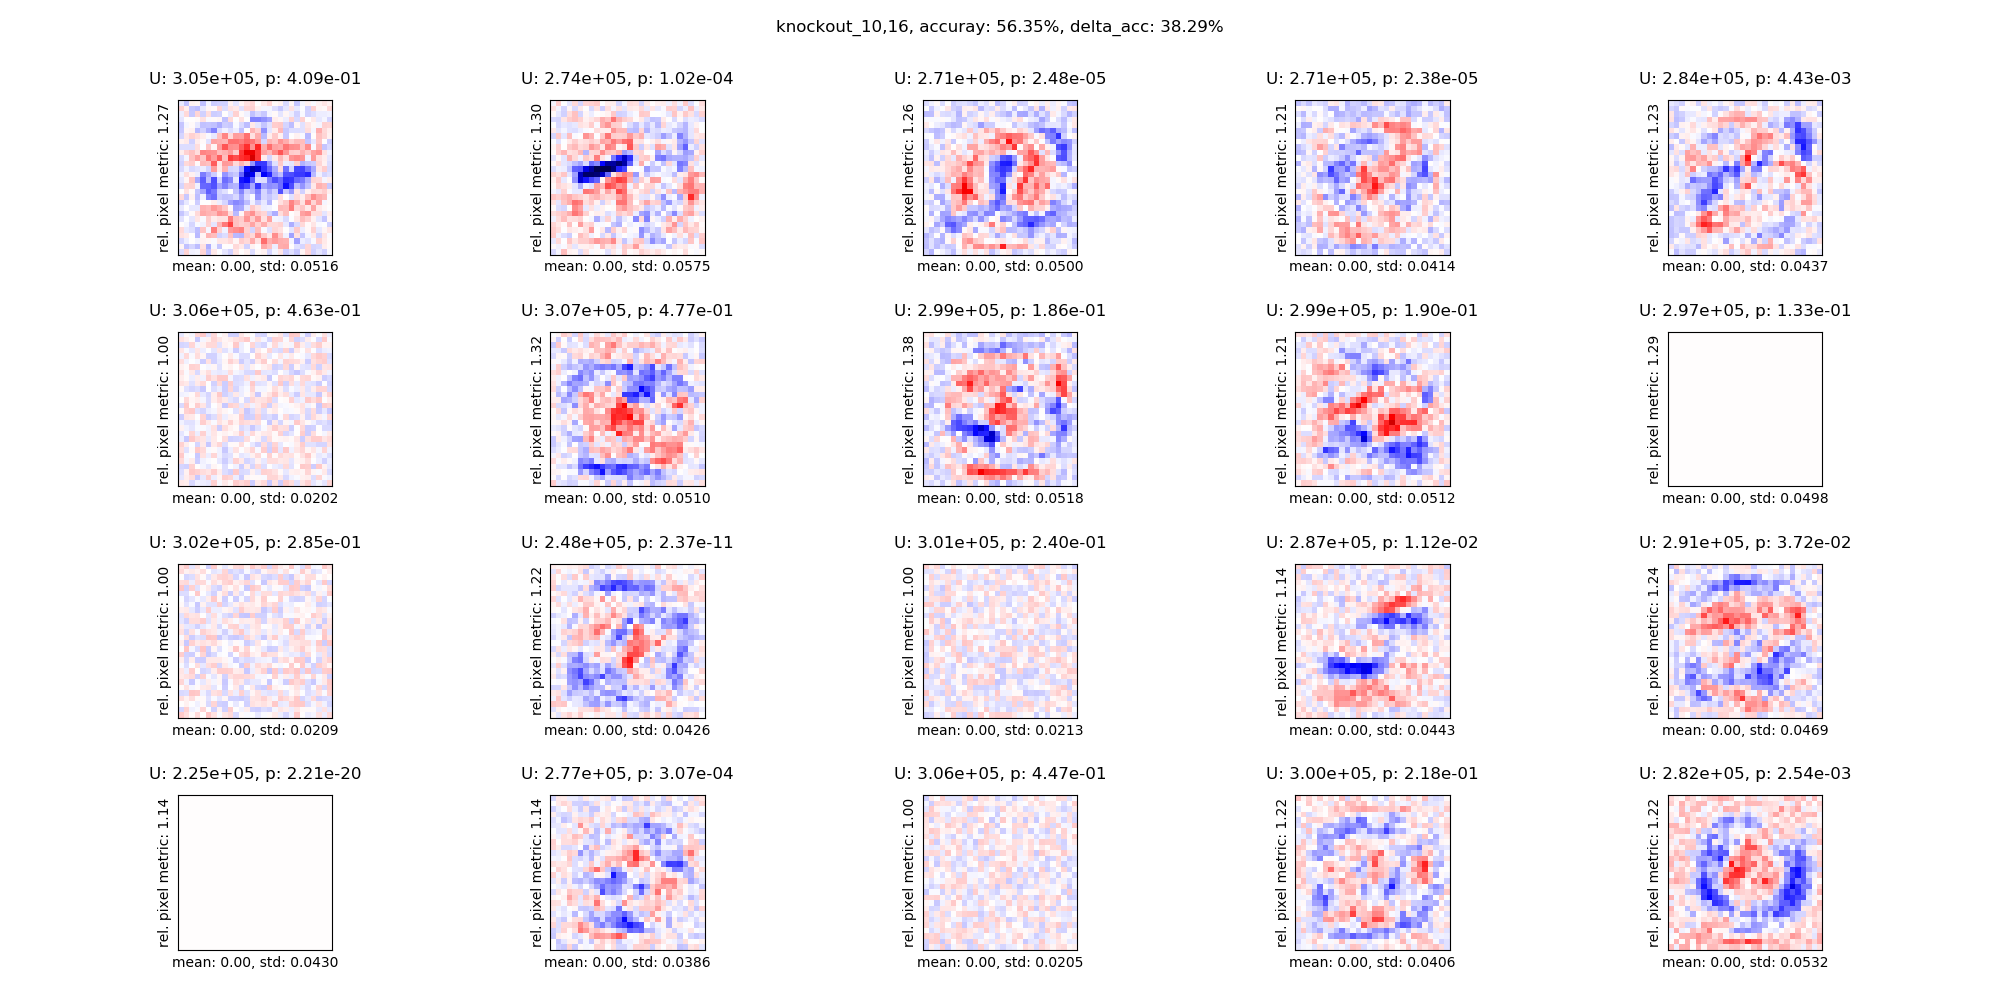 knockout_10,16, accuray: 56.35%, delta_acc: 38.29%
U: 3.05e+05, p: 4.09e-01
rel. pixel metric: 1.27
mean: 0.00, std: 0.0516
U: 2.74e+05, p: 1.02e-04
rel. pixel metric: 1.30
mean: 0.00, std: 0.0575
U: 2.71e+05, p: 2.48e-05
rel. pixel metric: 1.26
mean: 0.00, std: 0.0500
U: 2.71e+05, p: 2.38e-05
rel. pixel metric: 1.21
mean: 0.00, std: 0.0414
U: 2.84e+05, p: 4.43e-03
rel. pixel metric: 1.23
mean: 0.00, std: 0.0437
U: 3.06e+05, p: 4.63e-01
rel. pixel metric: 1.00
mean: 0.00, std: 0.0202
U: 3.07e+05, p: 4.77e-01
rel. pixel metric: 1.32
mean: 0.00, std: 0.0510
U: 2.99e+05, p: 1.86e-01
rel. pixel metric: 1.38
mean: 0.00, std: 0.0518
U: 2.99e+05, p: 1.90e-01
rel. pixel metric: 1.21
mean: 0.00, std: 0.0512
U: 2.97e+05, p: 1.33e-01
rel. pixel metric: 1.29
mean: 0.00, std: 0.0498
U: 3.02e+05, p: 2.85e-01
rel. pixel metric: 1.00
mean: 0.00, std: 0.0209
U: 2.48e+05, p: 2.37e-11
rel. pixel metric: 1.22
mean: 0.00, std: 0.0426
U: 3.01e+05, p: 2.40e-01
rel. pixel metric: 1.00
mean: 0.00, std: 0.0213
U: 2.87e+05, p: 1.12e-02
rel. pixel metric: 1.14
mean: 0.00, std: 0.0443
U: 2.91e+05, p: 3.72e-02
rel. pixel metric: 1.24
mean: 0.00, std: 0.0469
U: 2.25e+05, p: 2.21e-20
rel. pixel metric: 1.14
mean: 0.00, std: 0.0430
U: 2.77e+05, p: 3.07e-04
rel. pixel metric: 1.14
mean: 0.00, std: 0.0386
U: 3.06e+05, p: 4.47e-01
rel. pixel metric: 1.00
mean: 0.00, std: 0.0205
U: 3.00e+05, p: 2.18e-01
rel. pixel metric: 1.22
mean: 0.00, std: 0.0406
U: 2.82e+05, p: 2.54e-03
rel. pixel metric: 1.22
mean: 0.00, std: 0.0532